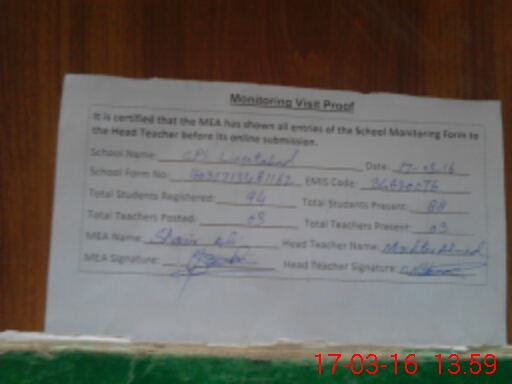 Monitoring Visit Proof
It is certified that the MEA has shown all entries of the School Monitoring Form to
the Head Teacher before its online submission.
School Name: GPS Date: 17-03-16
School Form No: EMIS Code:
Total Students Registered: 94 Total Students Present: 88
Total Teachers Posted: 03 Total Teachers Present: 03
MEA Name: Head Teacher Name:
MEA Signature: Head Teacher Signature:
17-03-16 13.59